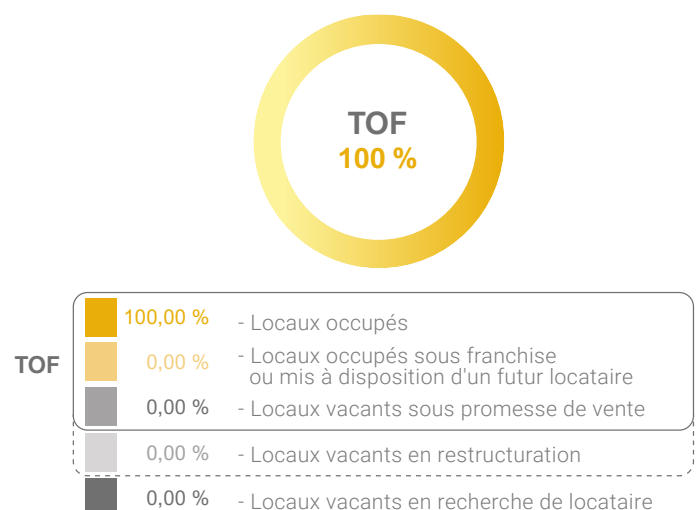 TOF
100 %
100,00 % - Locaux occupés
TOF
0,00 % - Locaux occupés sous franchise
ou mis à disposition d'un futur locataire
0,00 % - Locaux vacants sous promesse de vente
0,00 % - Locaux vacants en restructuration
0,00 % - Locaux vacants en recherche de locataire